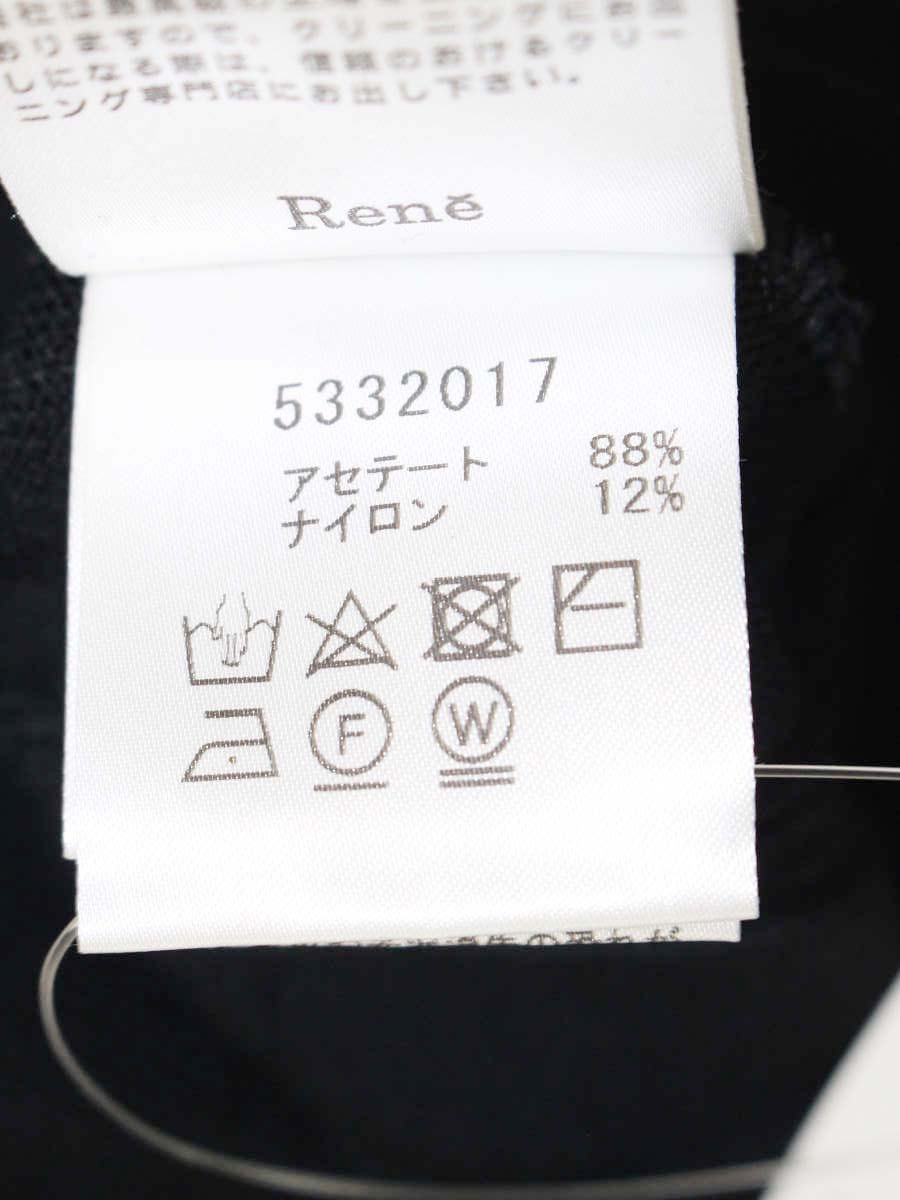 おりますので、クリーニングにお出
しになる際は、信頼のおけるクリー
ニング専門店にお出し下さい。
René
5332017
アセテート 88%
ナイロン 12%
F
W